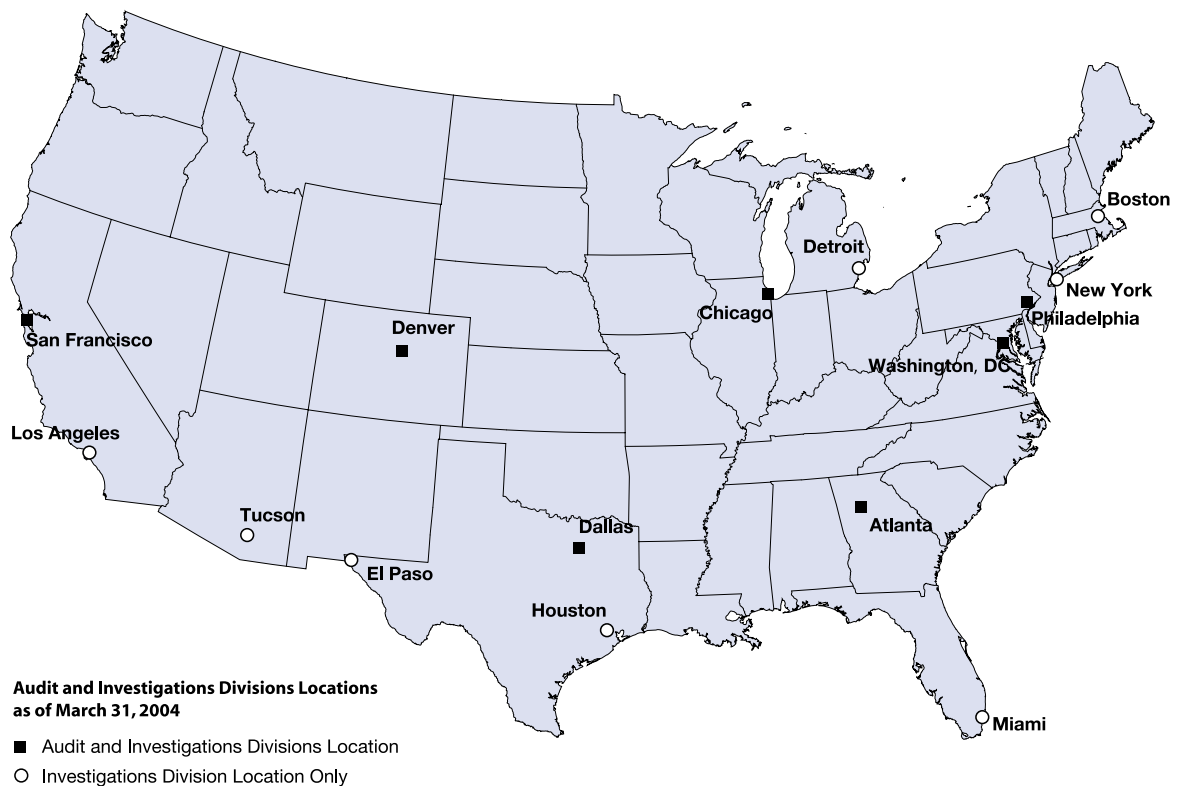 Boston
Detroit
New York
Chicago
Philadelphia
Denver
San Francisco
Washington, DC
Los Angeles
Tucson
Dallas
Atlanta
El Paso
Houston
Miami
Audit and Investigations Divisions Locations
as of March 31, 2004
Audit and Investigations Divisions Location
Investigations Division Location Only